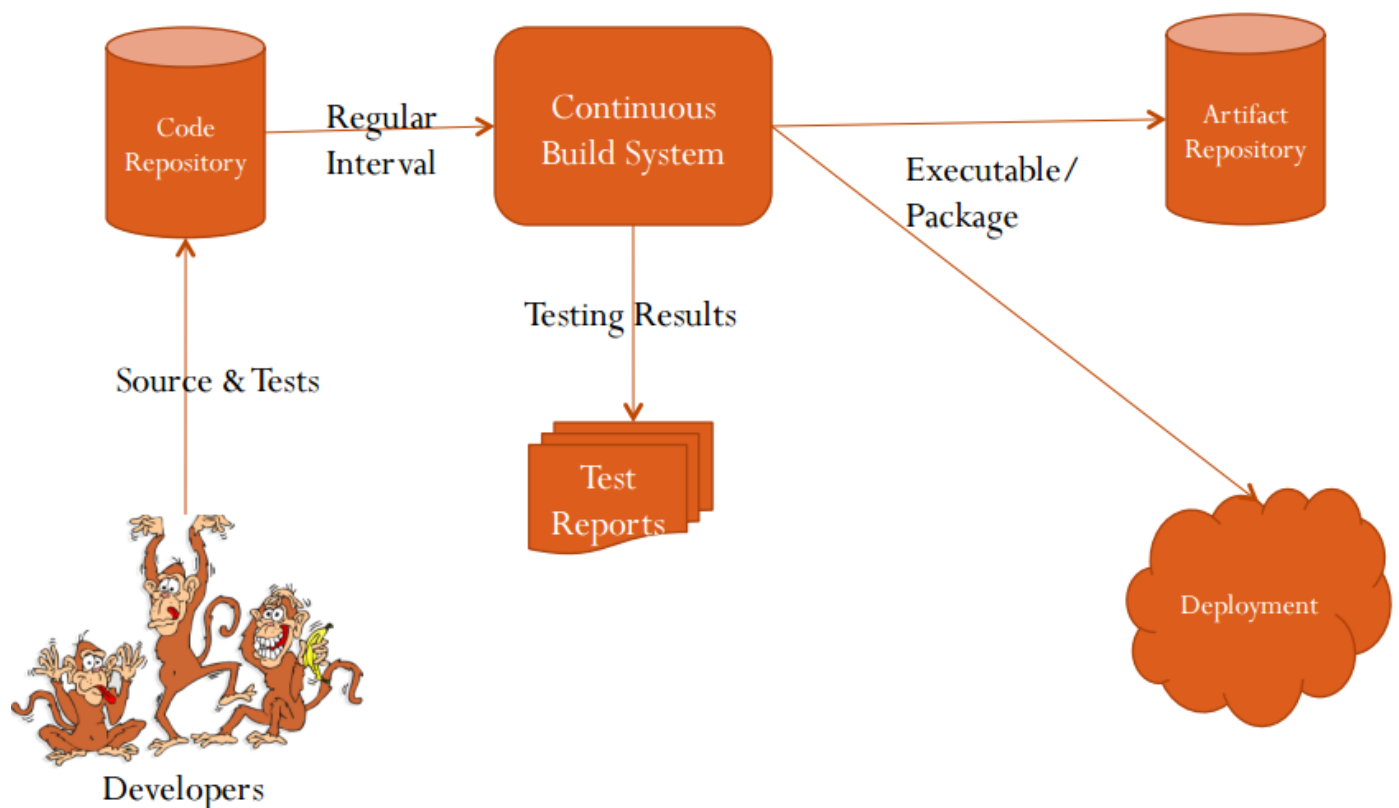 Code
Repository
Regular
Interval
Continuous
Build System
Artifact
Repository
Executable/
Package
Testing Results
Source & Tests
Test
Reports
Deployment
Developers